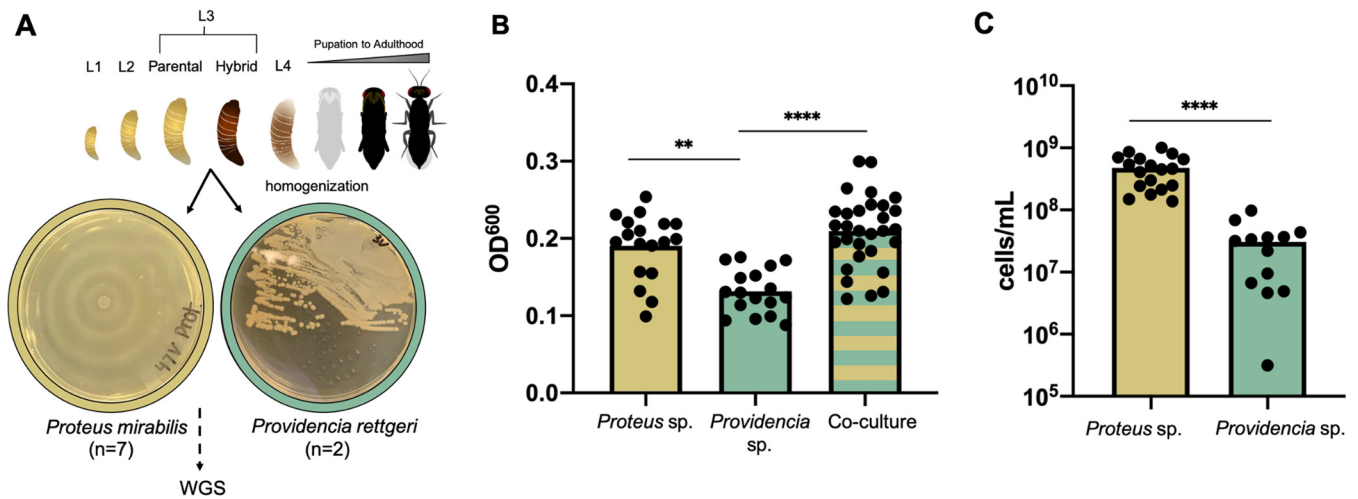 A
L3
L1
L2
Parental
Hybrid
L4
Pupation to Adulthood
homogenization
47V Prot.
3V
Proteus mirabilis
(n=7)
Providencia rettgeri
(n=2)
WGS
B
OD600
0.4
0.3
0.2
0.1
0.0
**
****
Proteus sp.
Providencia
sp.
Co-culture
C
cells/mL
10^10
10^9
10^8
10^7
10^6
10^5
****
Proteus sp.
Providencia sp.